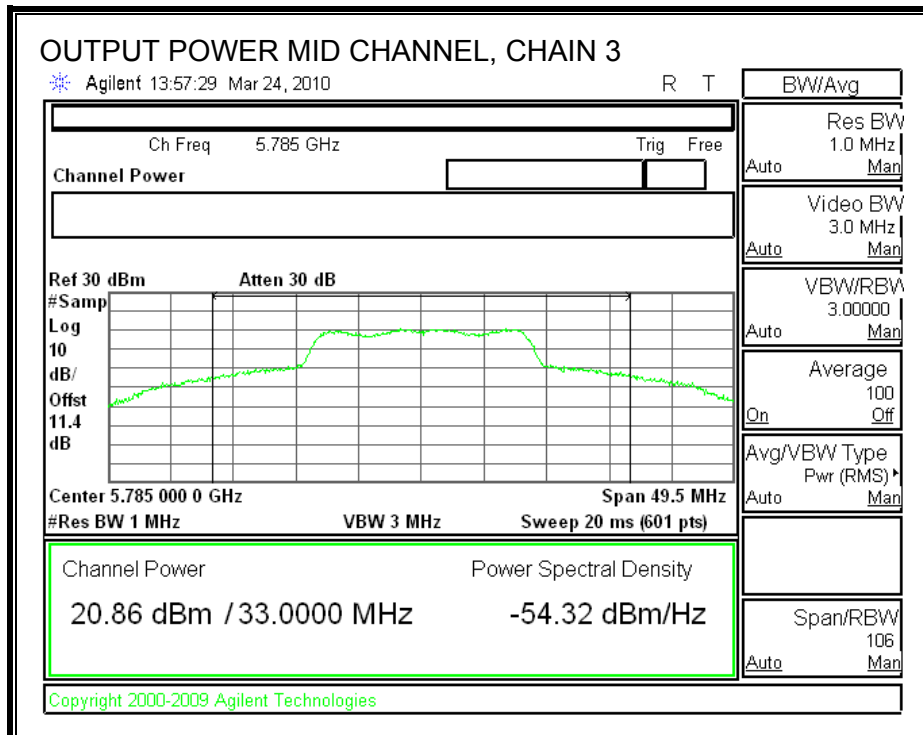 OUTPUT POWER MID CHANNEL, CHAIN 3
Agilent 13:57:29 Mar 24, 2010 R T
Ch Freq 5.785 GHz Trig Free
Channel Power
Ref 30 dBm Atten 30 dB
#Samp
Log
10
dB/
Offst
11.4
dB
Center 5.785 000 0 GHz Span 49.5 MHz
#Res BW 1 MHz VBW 3 MHz Sweep 20 ms (601 pts)
Channel Power Power Spectral Density
20.86 dBm / 33.0000 MHz -54.32 dBm/Hz
Copyright 2000-2009 Agilent Technologies
BW/Avg
Res BW
1.0 MHz
Auto Man
Video BW
3.0 MHz
Auto Man
VBW/RBW
3.00000
Auto Man
Average
100
On Off
Avg/VBW Type
Pwr (RMS)
Auto Man
Span/RBW
106
Auto Man